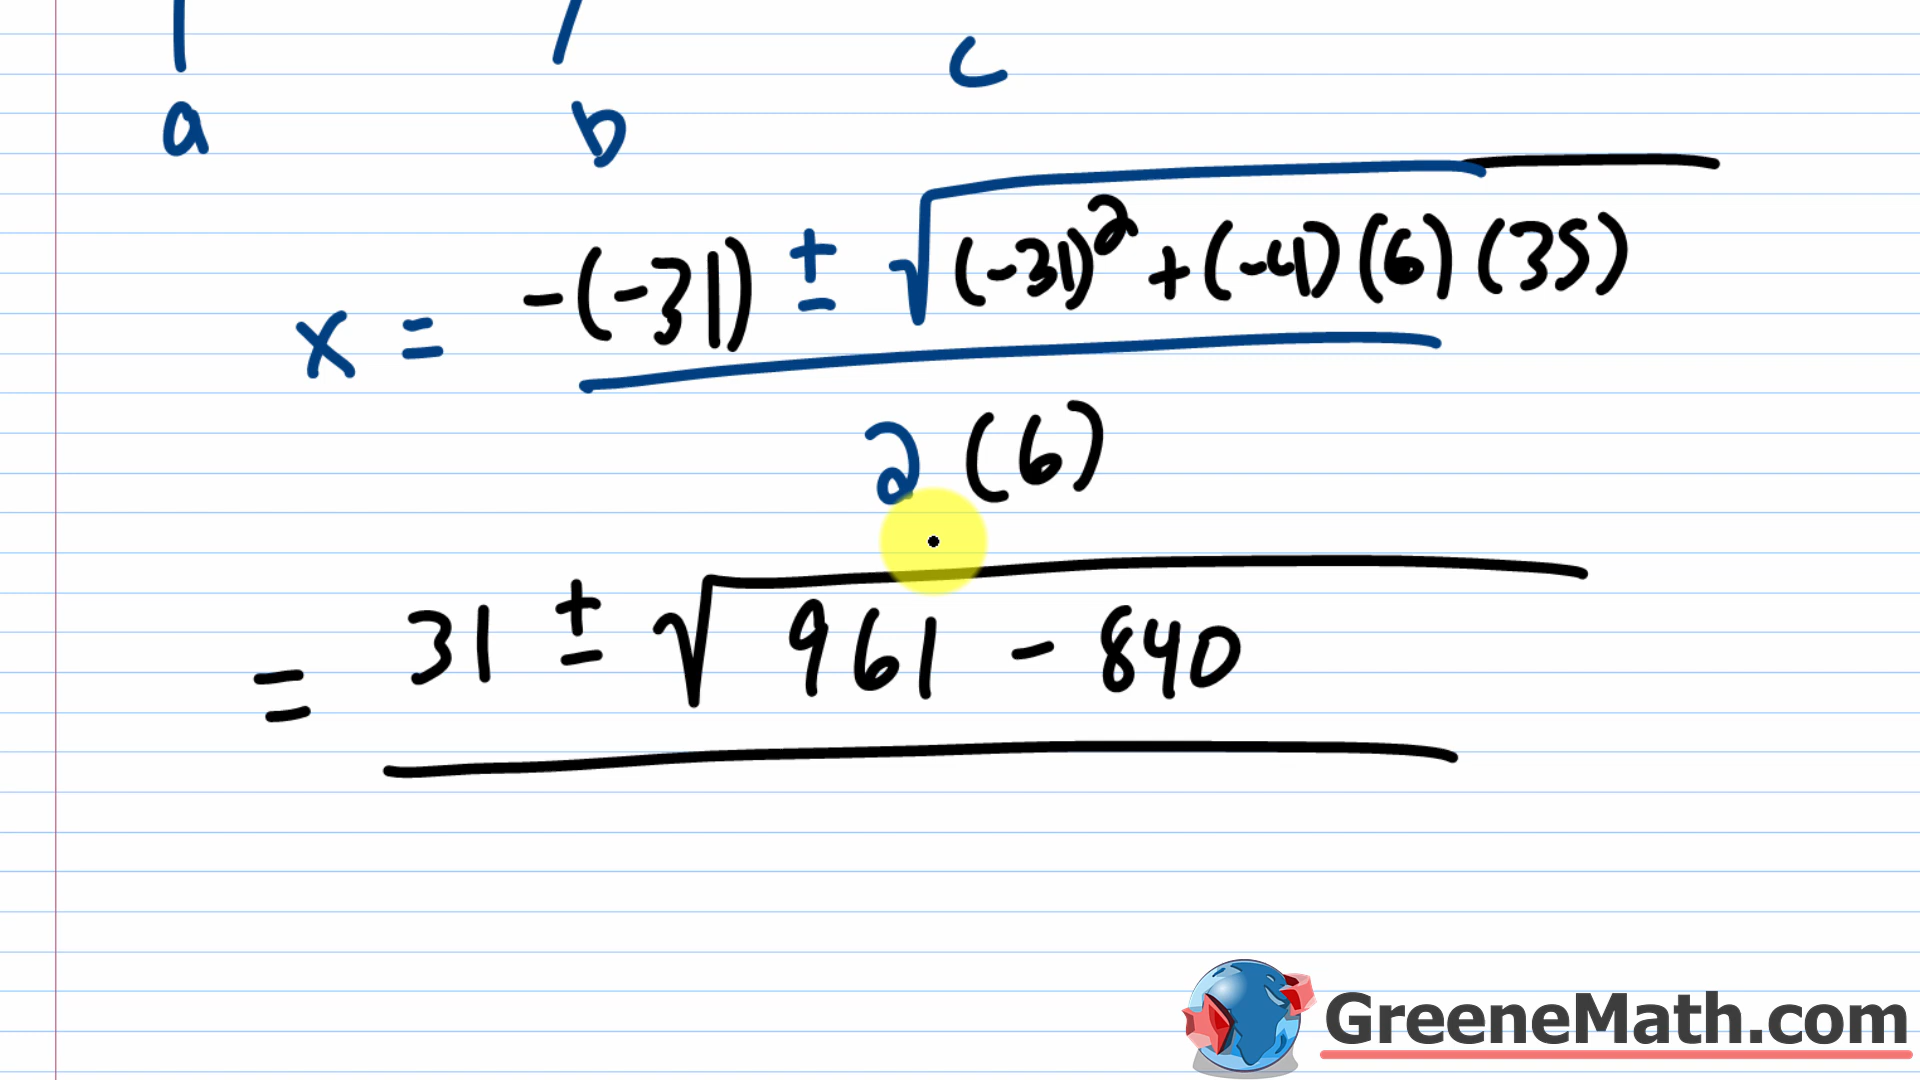 c
a b
x = -(-31) ± √(-31)² + (-4)(6)(35)
2 (6)
= 31 ± √961 - 840
GreeneMath.com